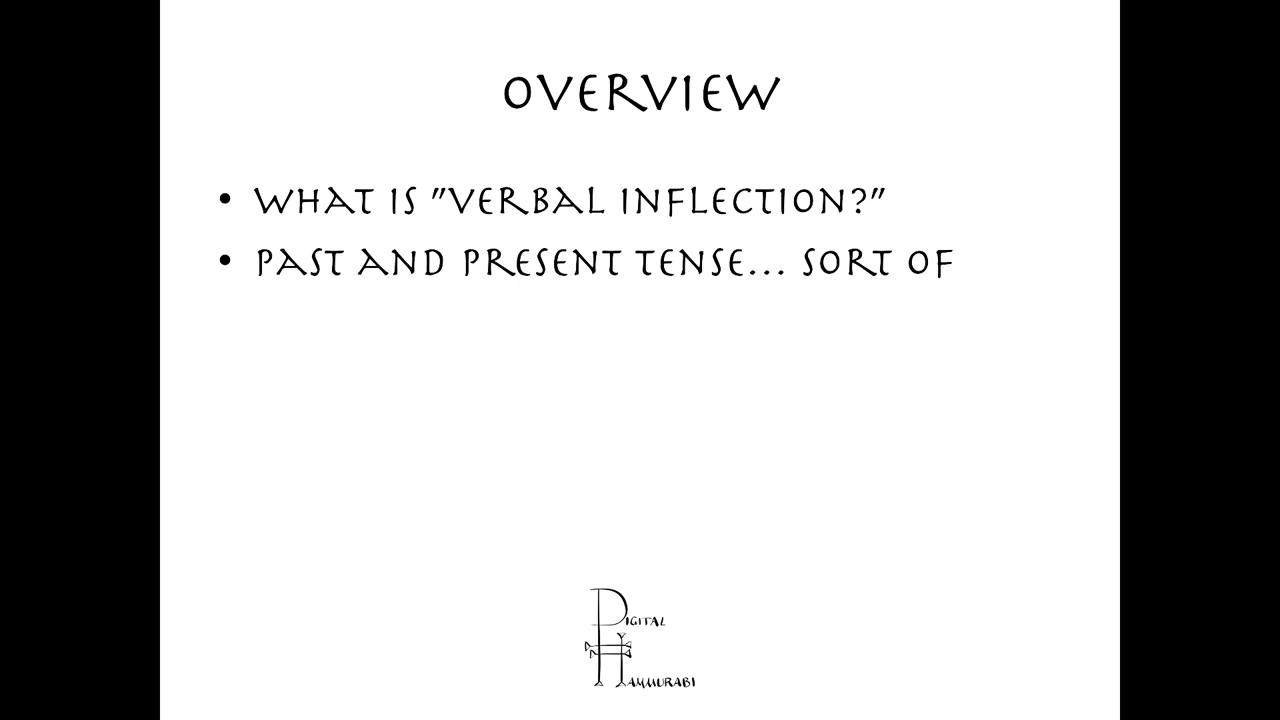 OVERVIEW
• WHAT IS "VERBAL INFLECTION?"
• PAST AND PRESENT TENSE... SORT OF
DIGITAL
HAMMURABI